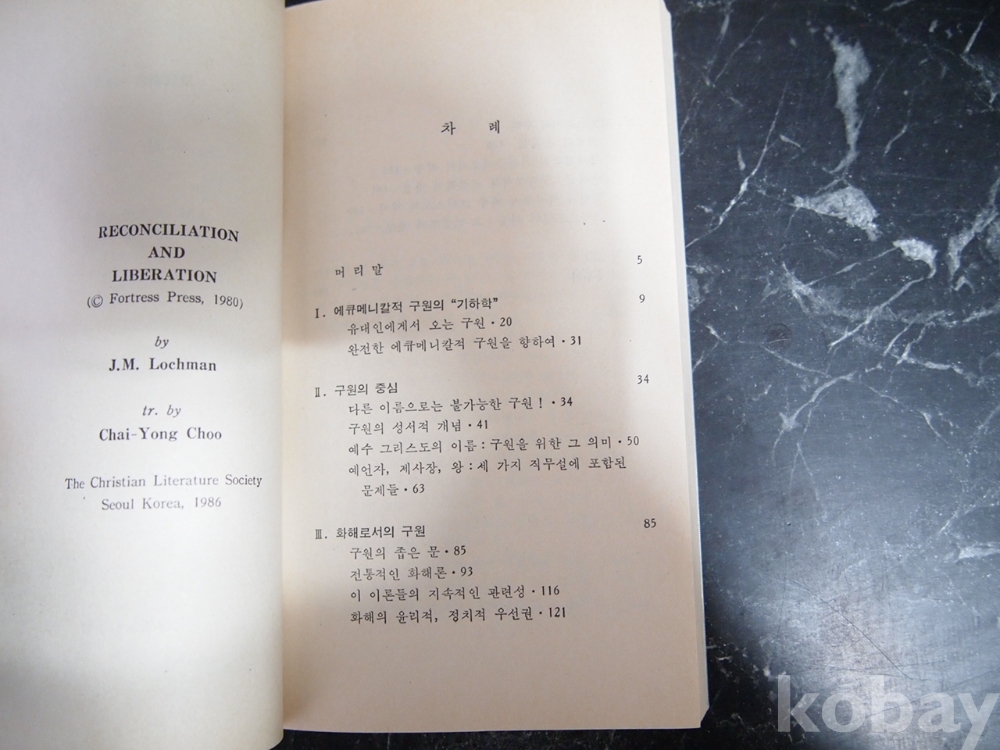 RECONCILIATION
AND
LIBERATION
(© Fortress Press, 1980)
by
J.M. Lochman
tr. by
Chai-Yong Choo
The Christian Literature Society
Seoul Korea, 1986
차 례
머 리 말 5
Ⅰ. 에큐메니칼적 구원의 “기하학” 9
유대인에게서 오는 구원·20
완전한 에큐메니칼적 구원을 향하여·31
Ⅱ. 구원의 중심 34
다른 이름으로는 불가능한 구원!·34
구원의 성서적 개념·41
예수 그리스도의 이름:구원을 위한 그 의미·50
예언자, 제사장, 왕:세 가지 직무설에 포함된
문제들·63
Ⅲ. 화해로서의 구원 85
구원의 좁은 문·85
전통적인 화해론·93
이 이론들의 지속적인 관련성·116
화해의 윤리적, 정치적 우선권·121
kobay